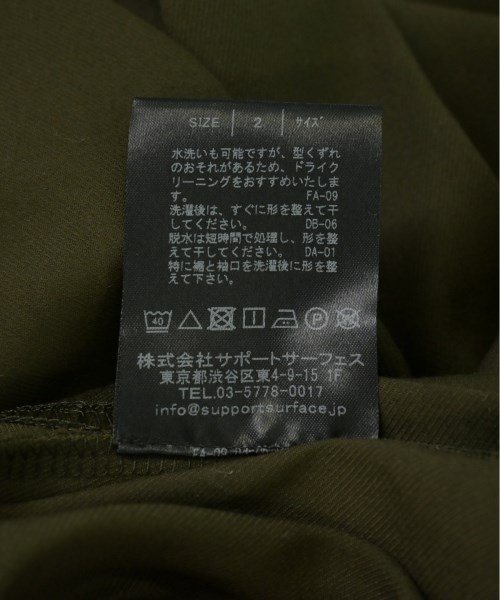 SIZE 2 サイズ
水洗いも可能ですが、型くずれ
のおそれがあるため、ドライク
リーニングをおすすめいたしま
す。 FA-09
洗濯後は、すぐに形を整えて干
してください。 DB-06
脱水は短時間で処理し、形を整
えて干してください。 DA-01
特に裾と袖口を洗濯後に形を整
えて下さい。
40 P
株式会社サポートサーフェス
東京都渋谷区東4-9-15 1F
TEL.03-5778-0017
info@supportsurface.jp